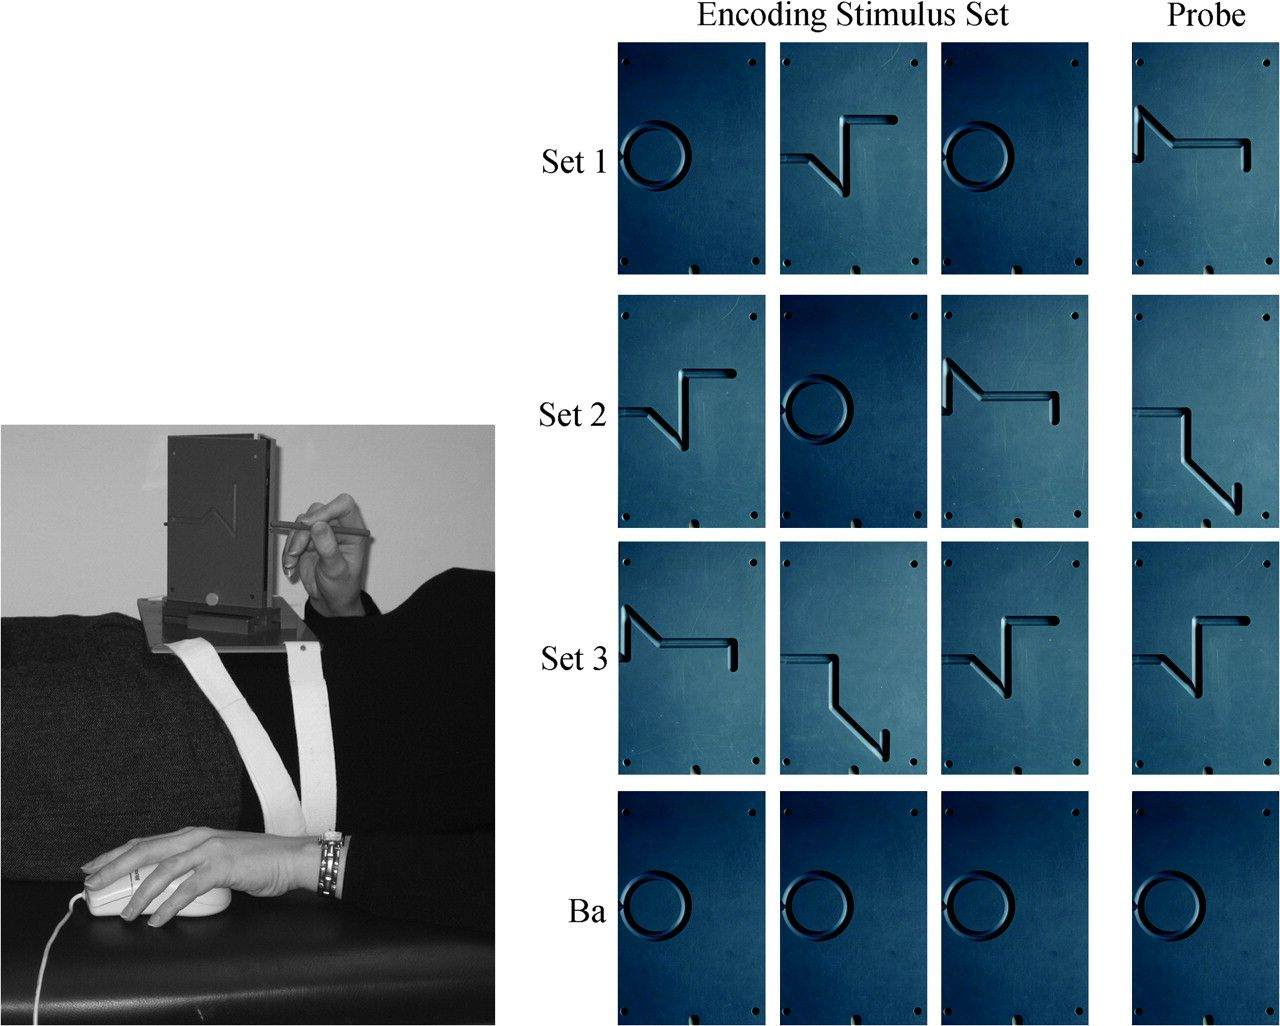 Encoding Stimulus Set
Probe
Set 1
Set 2
Set 3
Ba